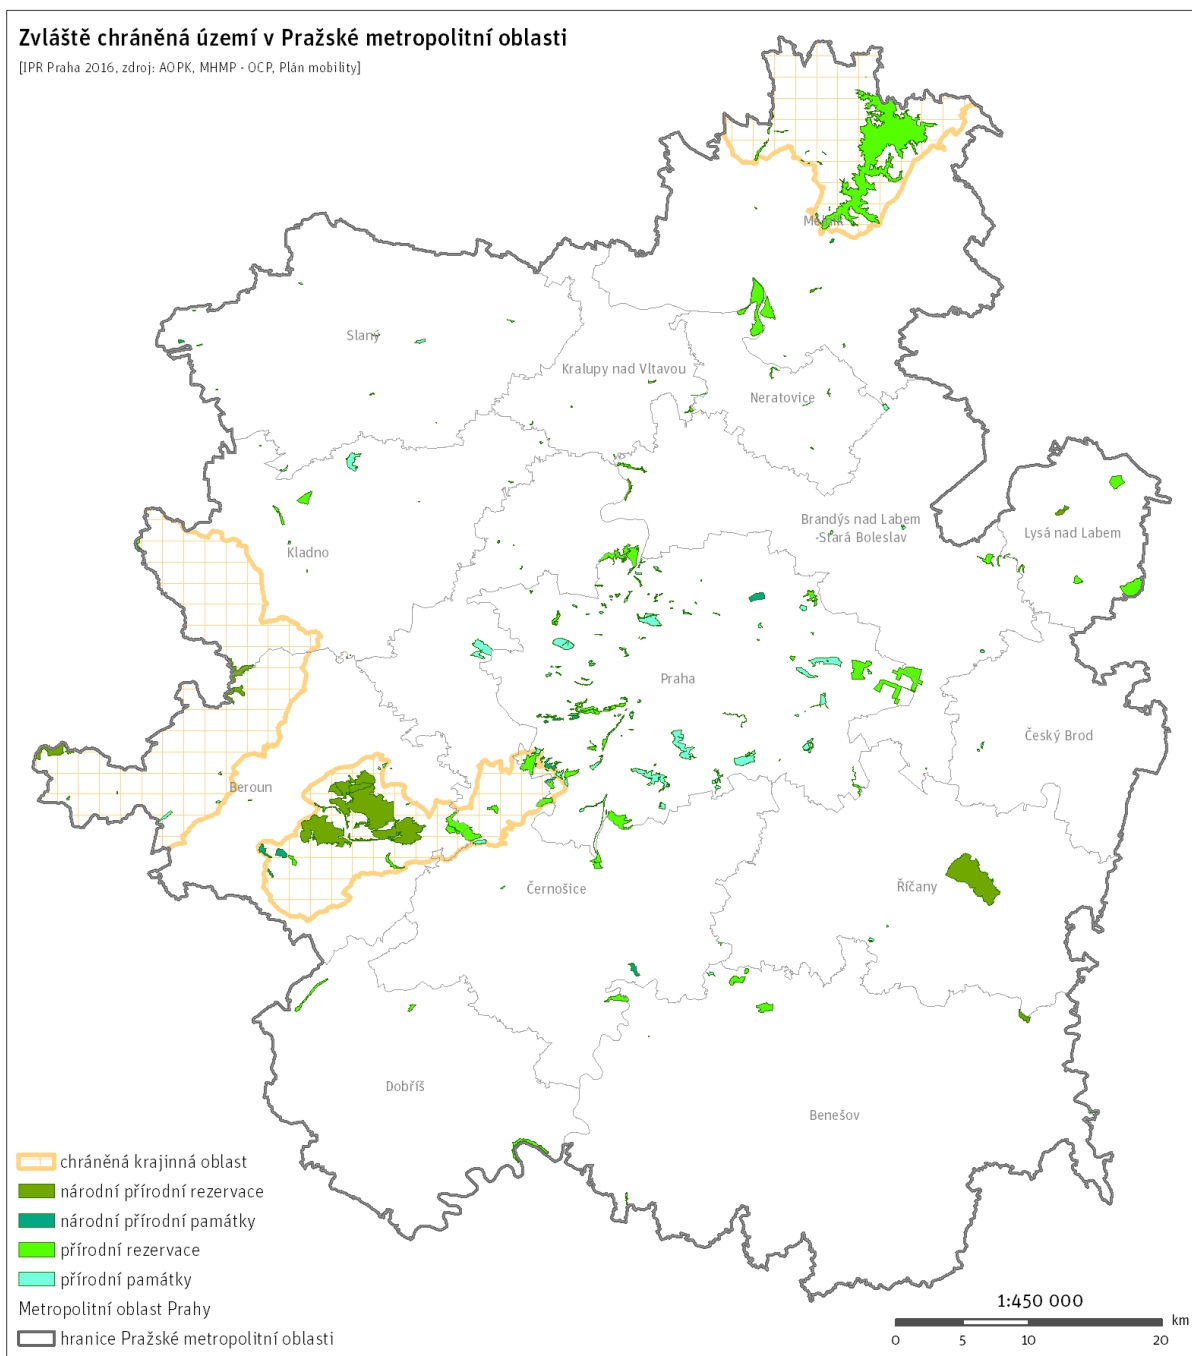 Zvláště chráněná území v Pražské metropolitní oblasti
[IPR Praha 2016, zdroj: AOPK, MHMP - OCP, Plán mobility]
Mělník
Slaný
Kralupy nad Vltavou
Neratovice
Brandýs nad Labem
-Stará Boleslav
Lysá nad Labem
Kladno
Praha
Český Brod
Beroun
Černošice
Říčany
Dobříš
Benešov
chráněná krajinná oblast
národní přírodní rezervace
národní přírodní památky
přírodní rezervace
přírodní památky
Metropolitní oblast Prahy
hranice Pražské metropolitní oblasti
1:450 000
km
0 5 10 20